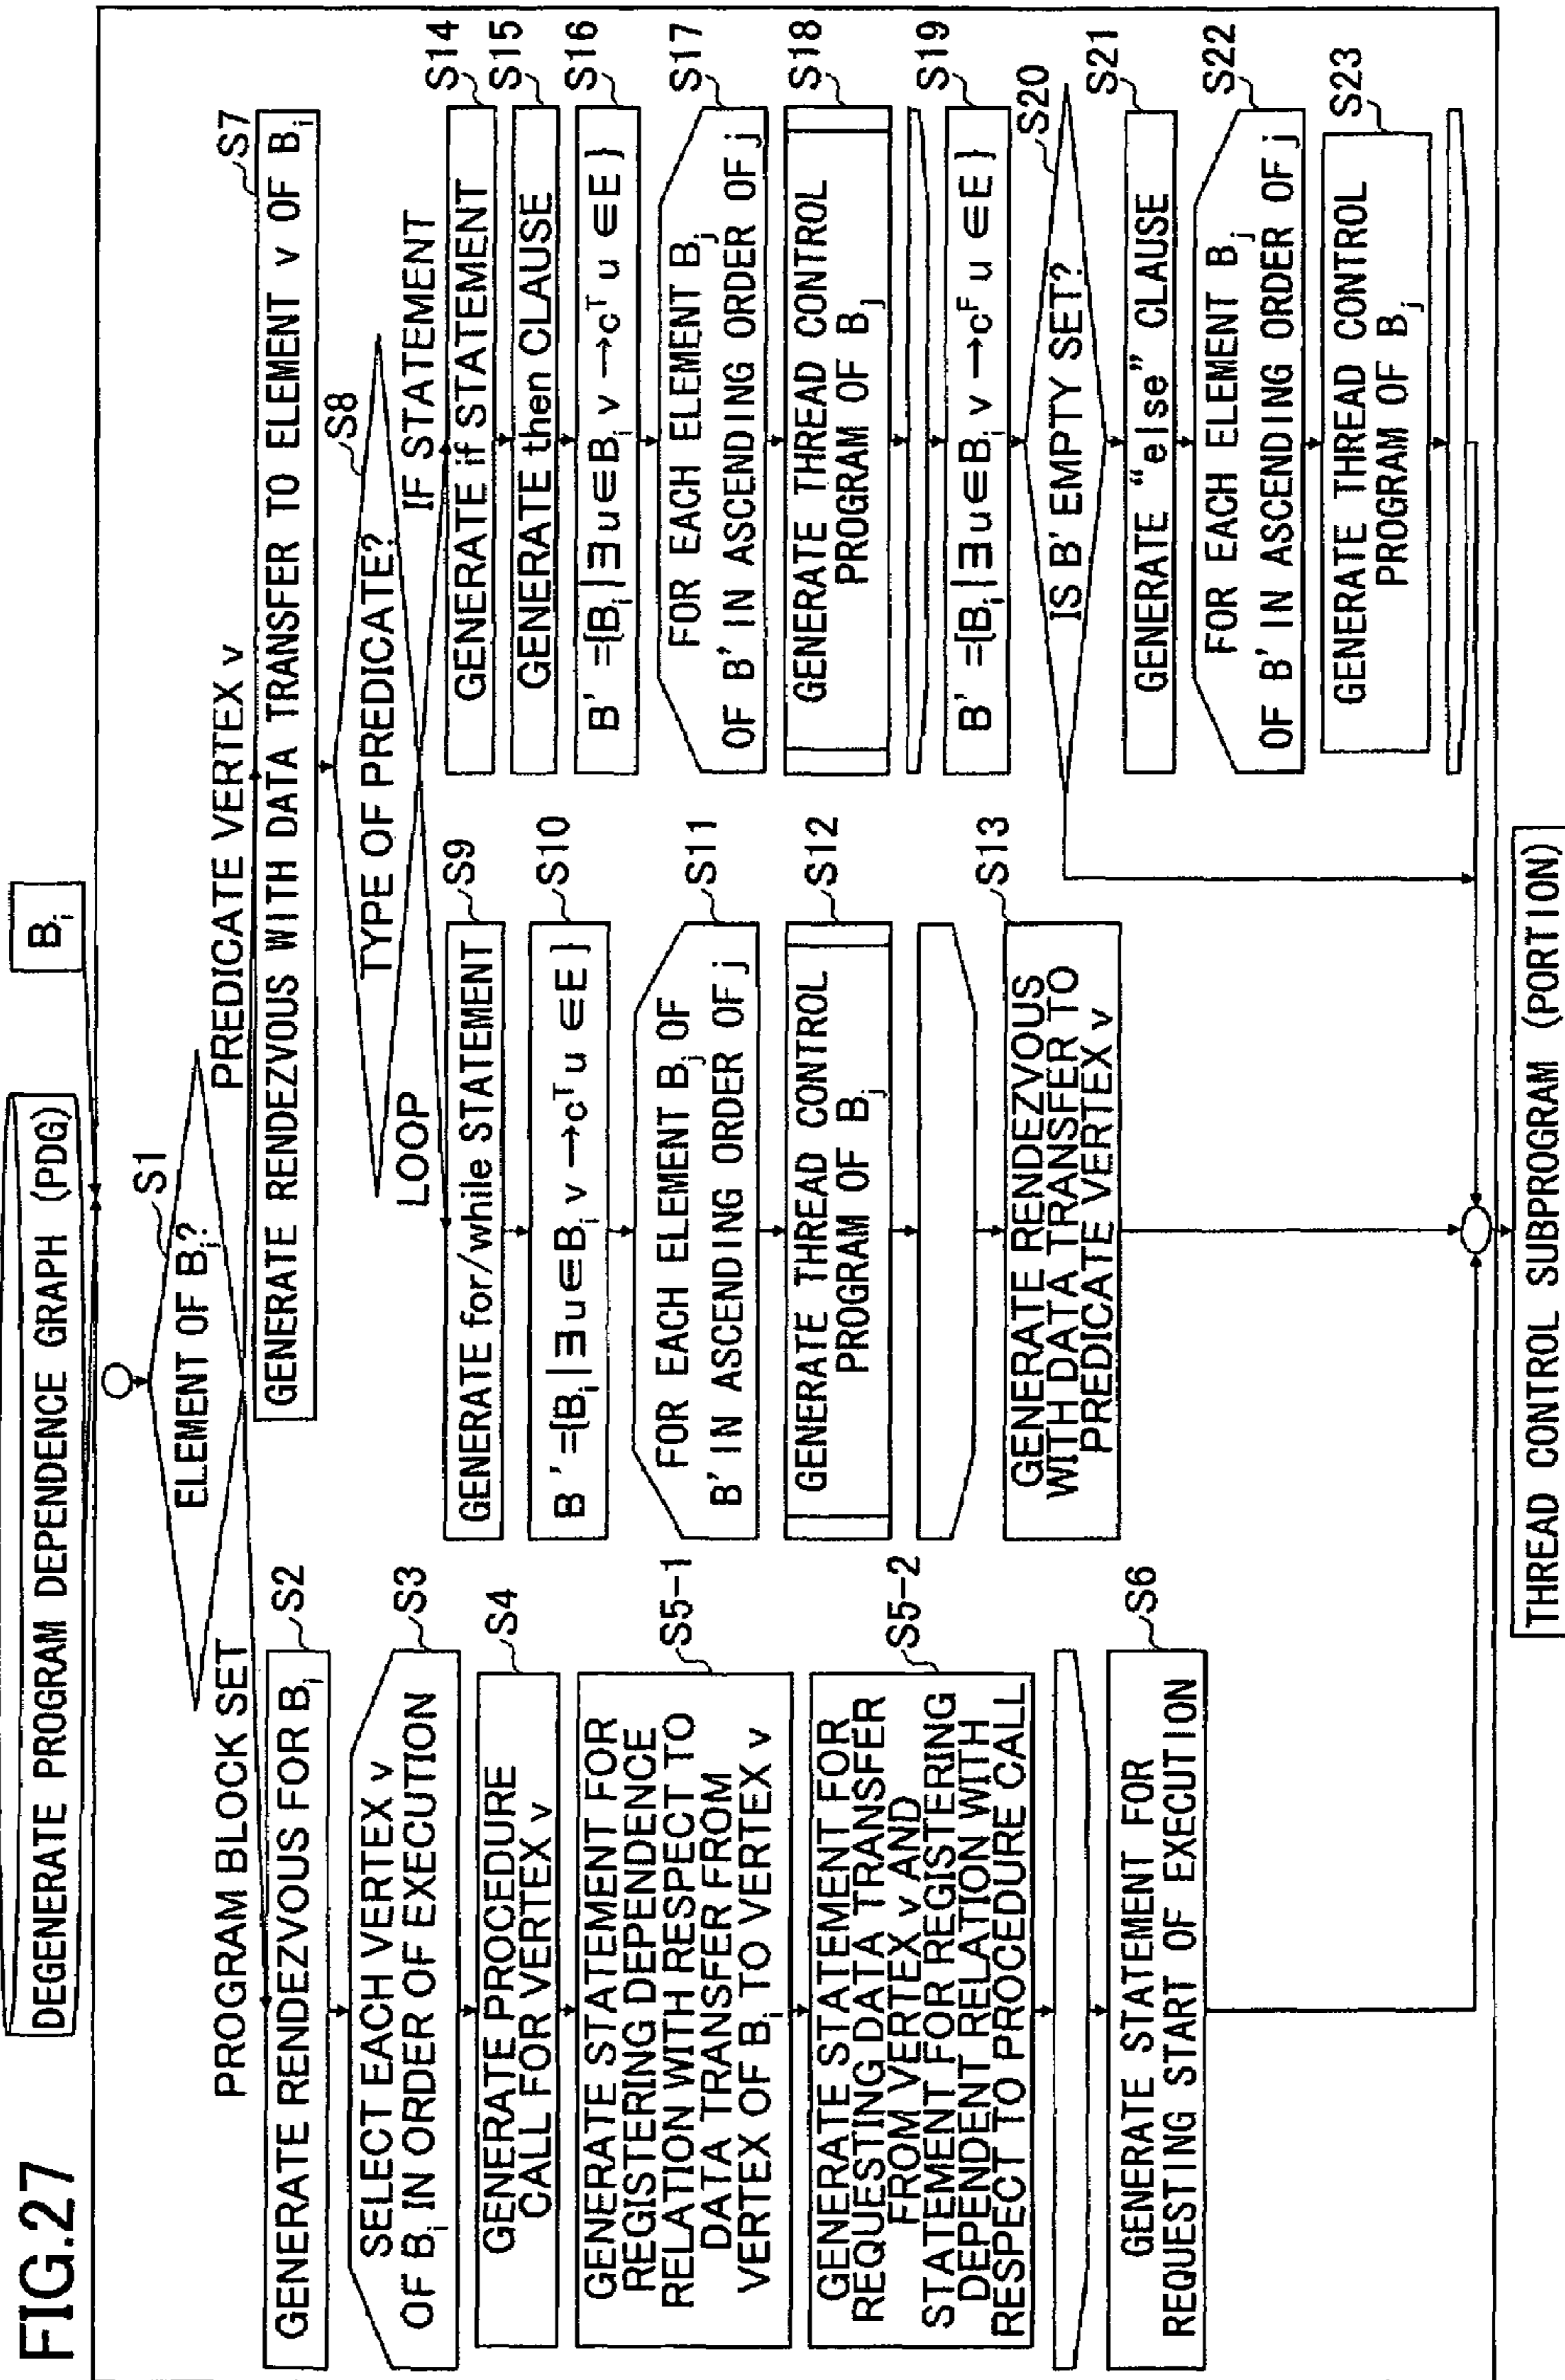 FIG.27
DEGENERATE PROGRAM DEPENDENCE GRAPH (PDG)
Bi
S1
ELEMENT OF Bi?
PROGRAM BLOCK SET
PREDICATE VERTEX v
S2
GENERATE RENDEZVOUS FOR Bi
S3
SELECT EACH VERTEX v
OF Bi IN ORDER OF EXECUTION
S4
GENERATE PROCEDURE
CALL FOR VERTEX v
S5-1
GENERATE STATEMENT FOR
REGISTERING DEPENDENCE
RELATION WITH RESPECT TO
DATA TRANSFER FROM
VERTEX OF Bi TO VERTEX v
S5-2
GENERATE STATEMENT FOR
REQUESTING DATA TRANSFER
FROM VERTEX v AND
STATEMENT FOR REGISTERING
DEPENDENT RELATION WITH
RESPECT TO PROCEDURE CALL
S6
GENERATE STATEMENT FOR
REQUESTING START OF EXECUTION
S7
GENERATE RENDEZVOUS WITH DATA TRANSFER TO ELEMENT v OF Bi
S8
TYPE OF PREDICATE?
LOOP
IF STATEMENT
S9
GENERATE for/while STATEMENT
S10
B' ={Bi|∃u∈Bi v →cᵀu ∈E }
S11
FOR EACH ELEMENT Bj OF
B' IN ASCENDING ORDER OF j
S12
GENERATE THREAD CONTROL
PROGRAM OF Bj
S13
GENERATE RENDEZVOUS
WITH DATA TRANSFER TO
PREDICATE VERTEX v
S14
GENERATE if STATEMENT
S15
GENERATE then CLAUSE
S16
B' ={Bi|∃u∈Bi v →cᵀ u ∈E }
S17
FOR EACH ELEMENT Bj
OF B' IN ASCENDING ORDER OF j
S18
GENERATE THREAD CONTROL
PROGRAM OF Bj
S19
B' ={Bi|∃u∈Bi v →cF u ∈E }
S20
IS B' EMPTY SET?
S21
GENERATE "else" CLAUSE
S22
FOR EACH ELEMENT Bj
OF B' IN ASCENDING ORDER OF j
S23
GENERATE THREAD CONTROL
PROGRAM OF Bj
THREAD CONTROL SUBPROGRAM (PORTION)